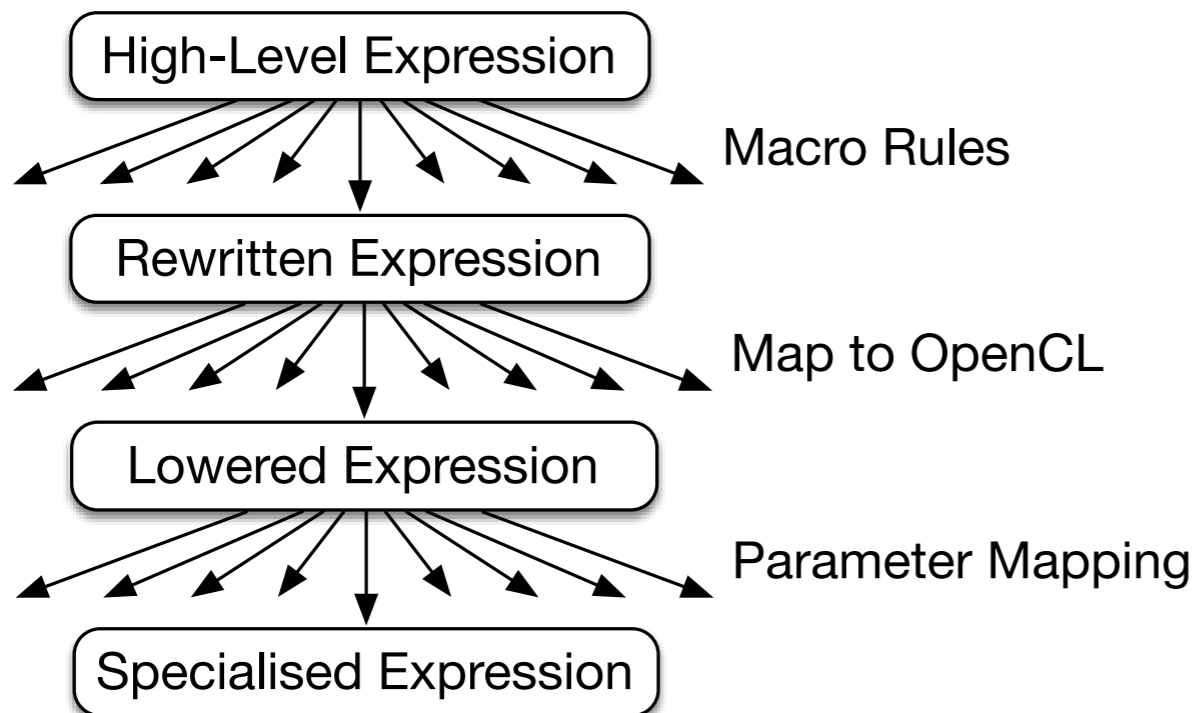 High-Level Expression
Macro Rules
Rewritten Expression
Map to OpenCL
Lowered Expression
Parameter Mapping
Specialised Expression